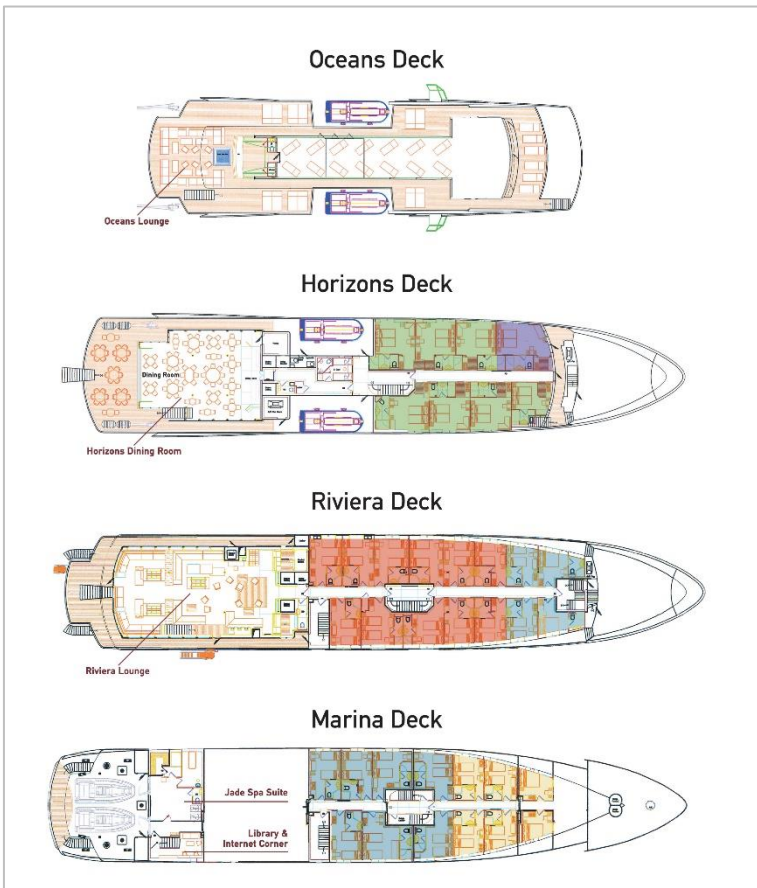 Oceans Deck
Oceans Lounge
Horizons Deck
Dining Room
Horizons Dining Room
Riviera Deck
Riviera Lounge
Marina Deck
Jade Spa Suite
Library &
Internet Corner